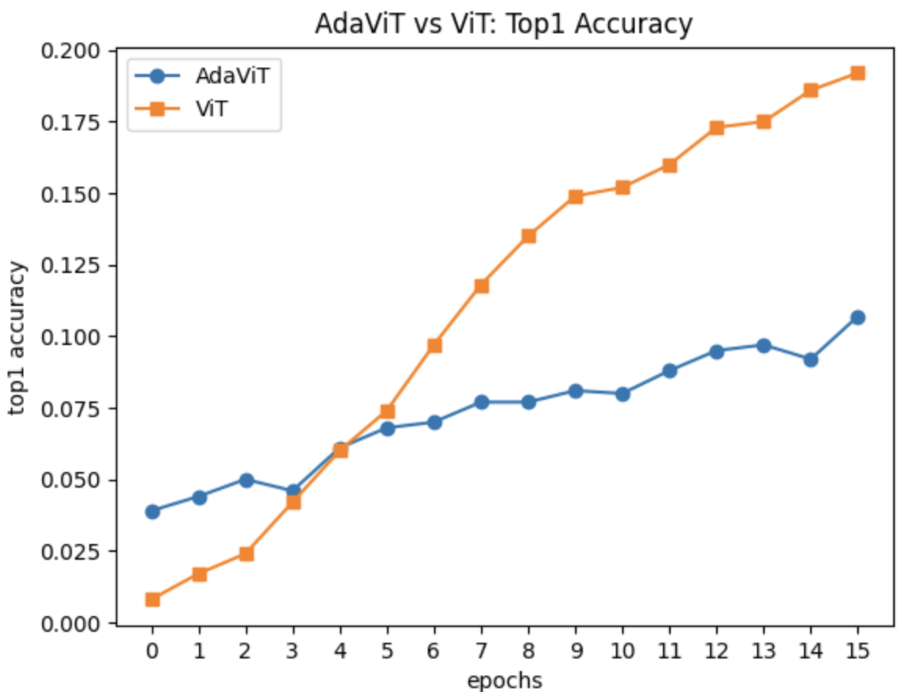 AdaViT vs ViT: Top1 Accuracy
AdaViT
ViT
0.200
0.175
0.150
0.125
0.100
0.075
0.050
0.025
0.000
top1 accuracy
0 1 2 3 4 5 6 7 8 9 10 11 12 13 14 15
epochs